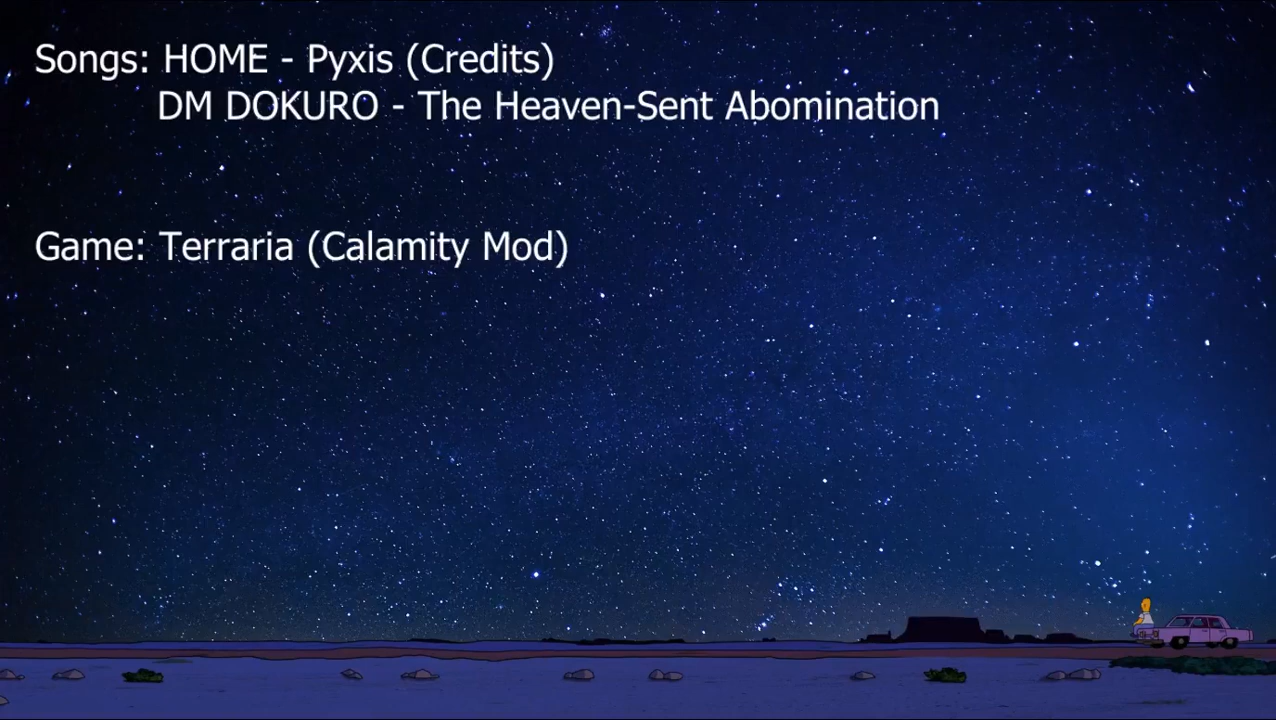 Songs: HOME - Pyxis (Credits)
DM DOKURO - The Heaven-Sent Abomination
Game: Terraria (Calamity Mod)